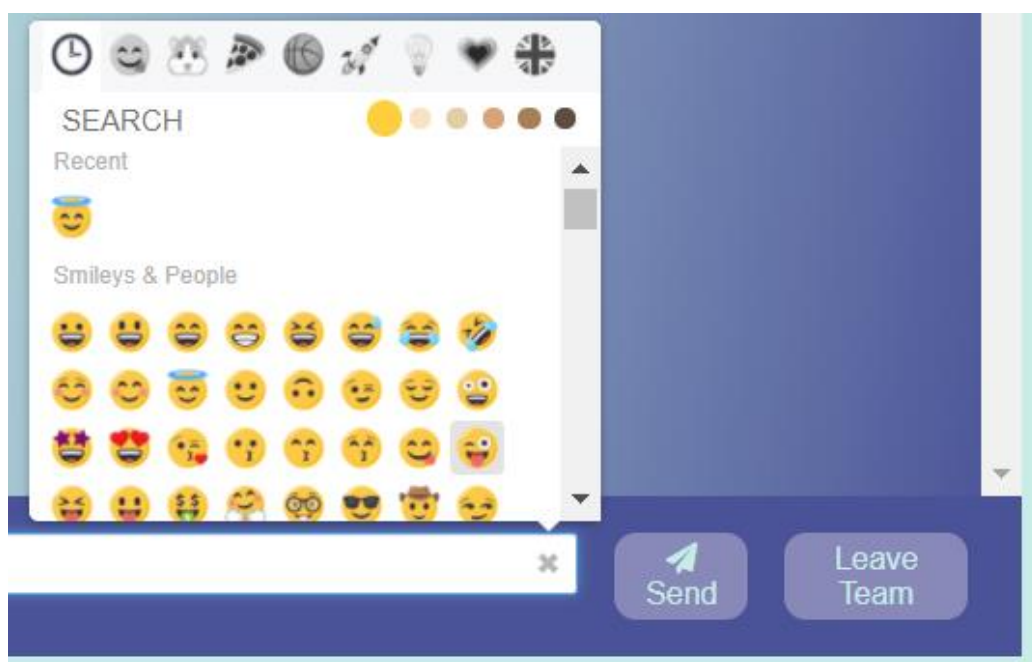 SEARCH
Recent
Smileys & People
Send
Leave
Team